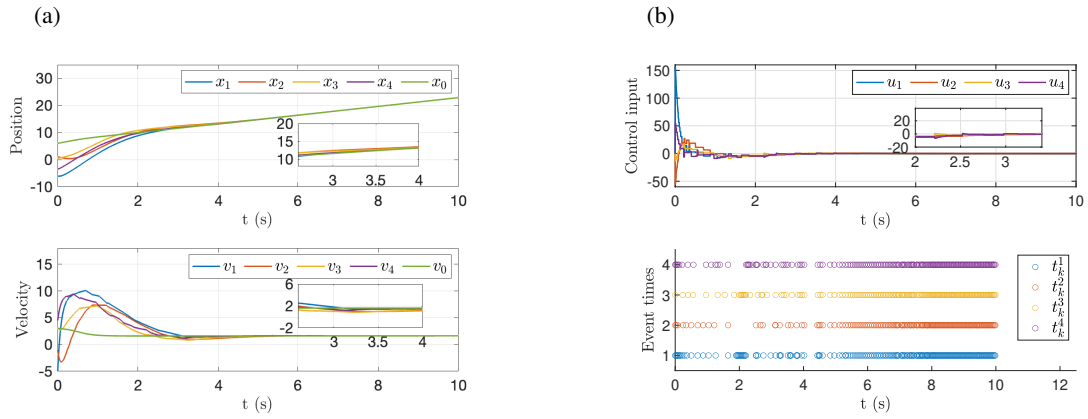 (a)
x₁ x₂ x₃ x₄ x₀
Position
30
20
10
0
-10
20
15
10
3 3.5 4
0 2 4 6 8 10
t (s)
v₁ v₂ v₃ v₄ v₀
Velocity
15
10
5
0
-5
6
2
-2
3 3.5 4
0 2 4 6 8 10
t (s)
(b)
u₁ u₂ u₃ u₄
Control input
150
100
50
0
-50
20
0
-20
2 2.5 3
0 2 4 6 8 10
t (s)
Event times
4
3
2
1
t¹ₖ
t²ₖ
t³ₖ
t⁴ₖ
0 2 4 6 8 10 12
t (s)